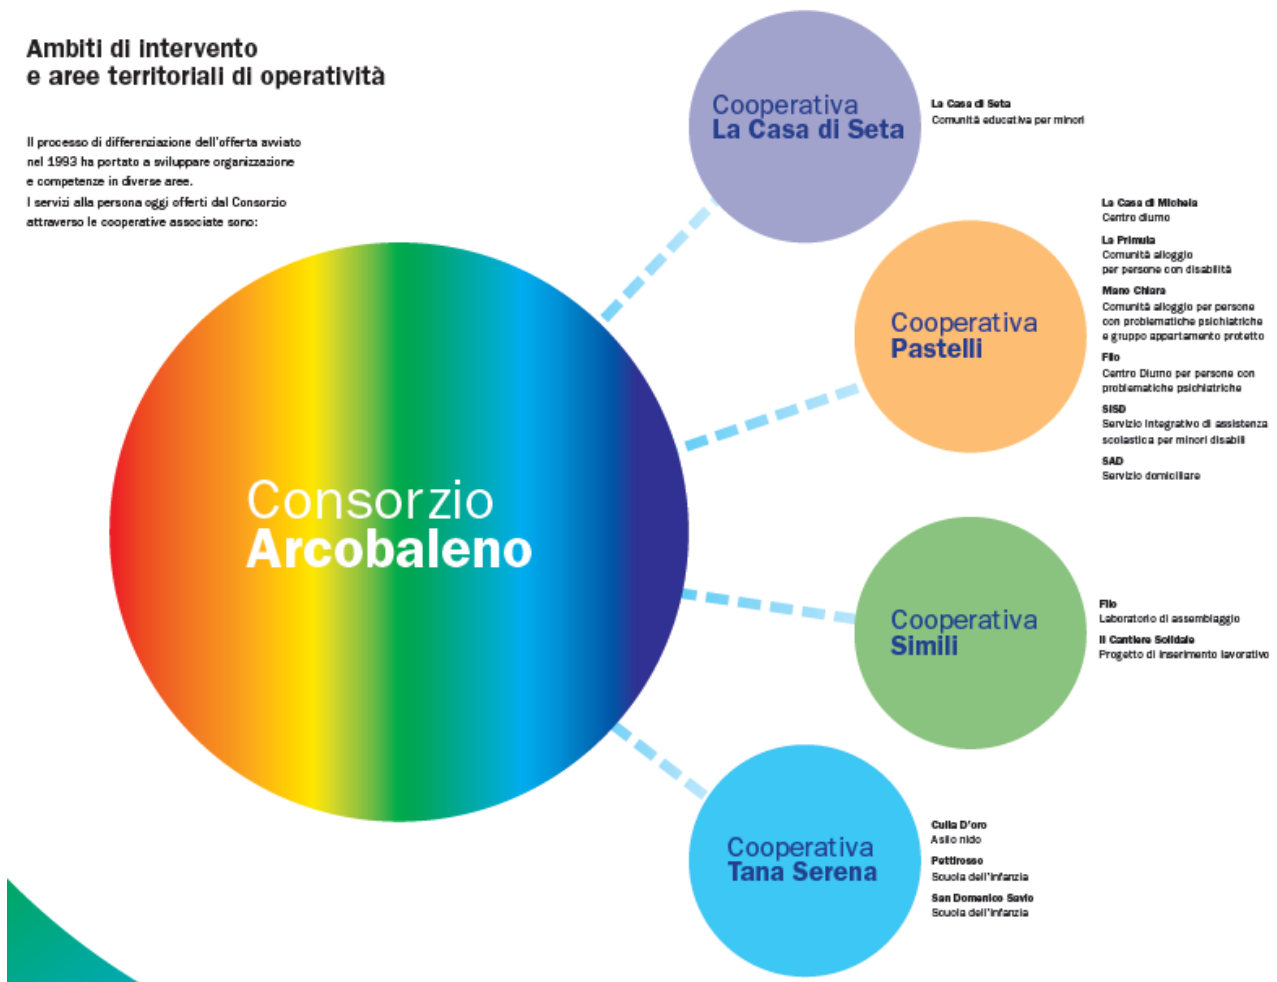 Ambiti di intervento
e aree territoriali di operatività
Il processo di differenziazione dell'offerta avviato
nel 1993 ha portato a sviluppare organizzazione
e competenze in diverse aree.
I servizi alla persona oggi offerti dal Consorzio
attraverso le cooperative associate sono:
Consorzio
Arcobaleno
Cooperativa
La Casa di Seta
La Casa di Seta
Comunità educativa per minori
Cooperativa
Pastelli
La Casa di Michela
Centro diurno
La Primula
Comunità alloggio
per persone con disabilità
Mano Chiara
Comunità alloggio per persone
con problematiche psichiatriche
e gruppo appartamento protetto
Filo
Centro Diurno per persone con
problematiche psichiatriche
SISD
Servizio integrativo di assistenza
scolastica per minori disabili
SAD
Servizio domiciliare
Cooperativa
Simili
Filo
Laboratorio di assemblaggio
Il Cantiere Solidale
Progetto di inserimento lavorativo
Cooperativa
Tana Serena
Culla D'oro
Asilo nido
Pettirosso
Scuola dell'infanzia
San Domenico Savio
Scuola dell'infanzia